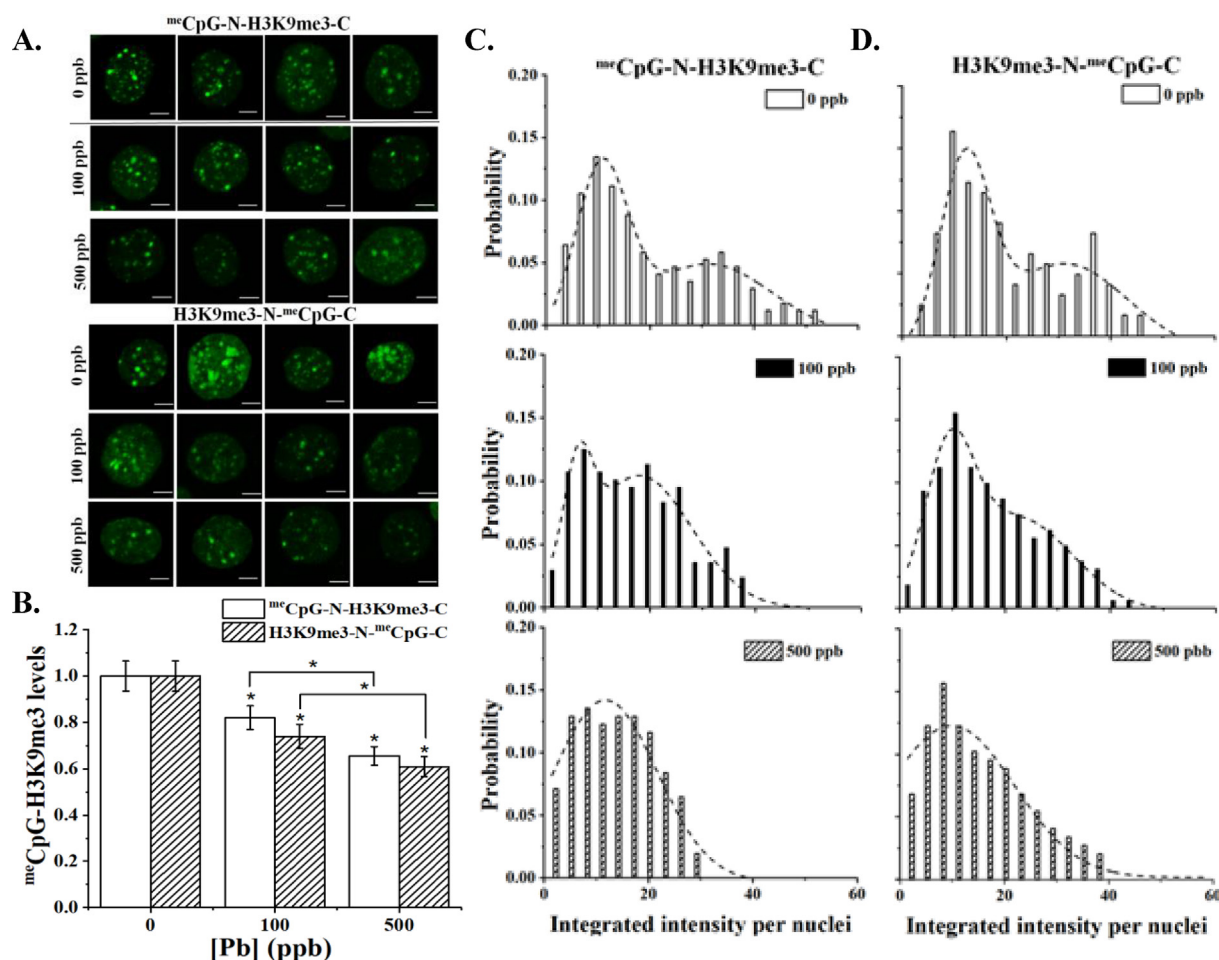 A.
meCpG-N-H3K9me3-C
0 ppb
100 ppb
500 ppb
H3K9me3-N-meCpG-C
0 ppb
100 ppb
500 ppb
B.
meCpG-N-H3K9me3-C
H3K9me3-N-meCpG-C
meCpG-H3K9me3 levels
1.2
1.0
0.8
0.6
0.4
0.2
0.0
*
*
*
*
*
*
0
100
500
[Pb] (ppb)
C.
meCpG-N-H3K9me3-C
0 ppb
Probability
0.20
0.15
0.10
0.05
0.00
100 ppb
Probability
0.20
0.15
0.10
0.05
0.00
500 ppb
Probability
0.20
0.15
0.10
0.05
0.00
0
20
40
60
Integrated intensity per nuclei
D.
H3K9me3-N-meCpG-C
0 ppb
100 ppb
500 pbb
0
20
40
60
Integrated intensity per nuclei